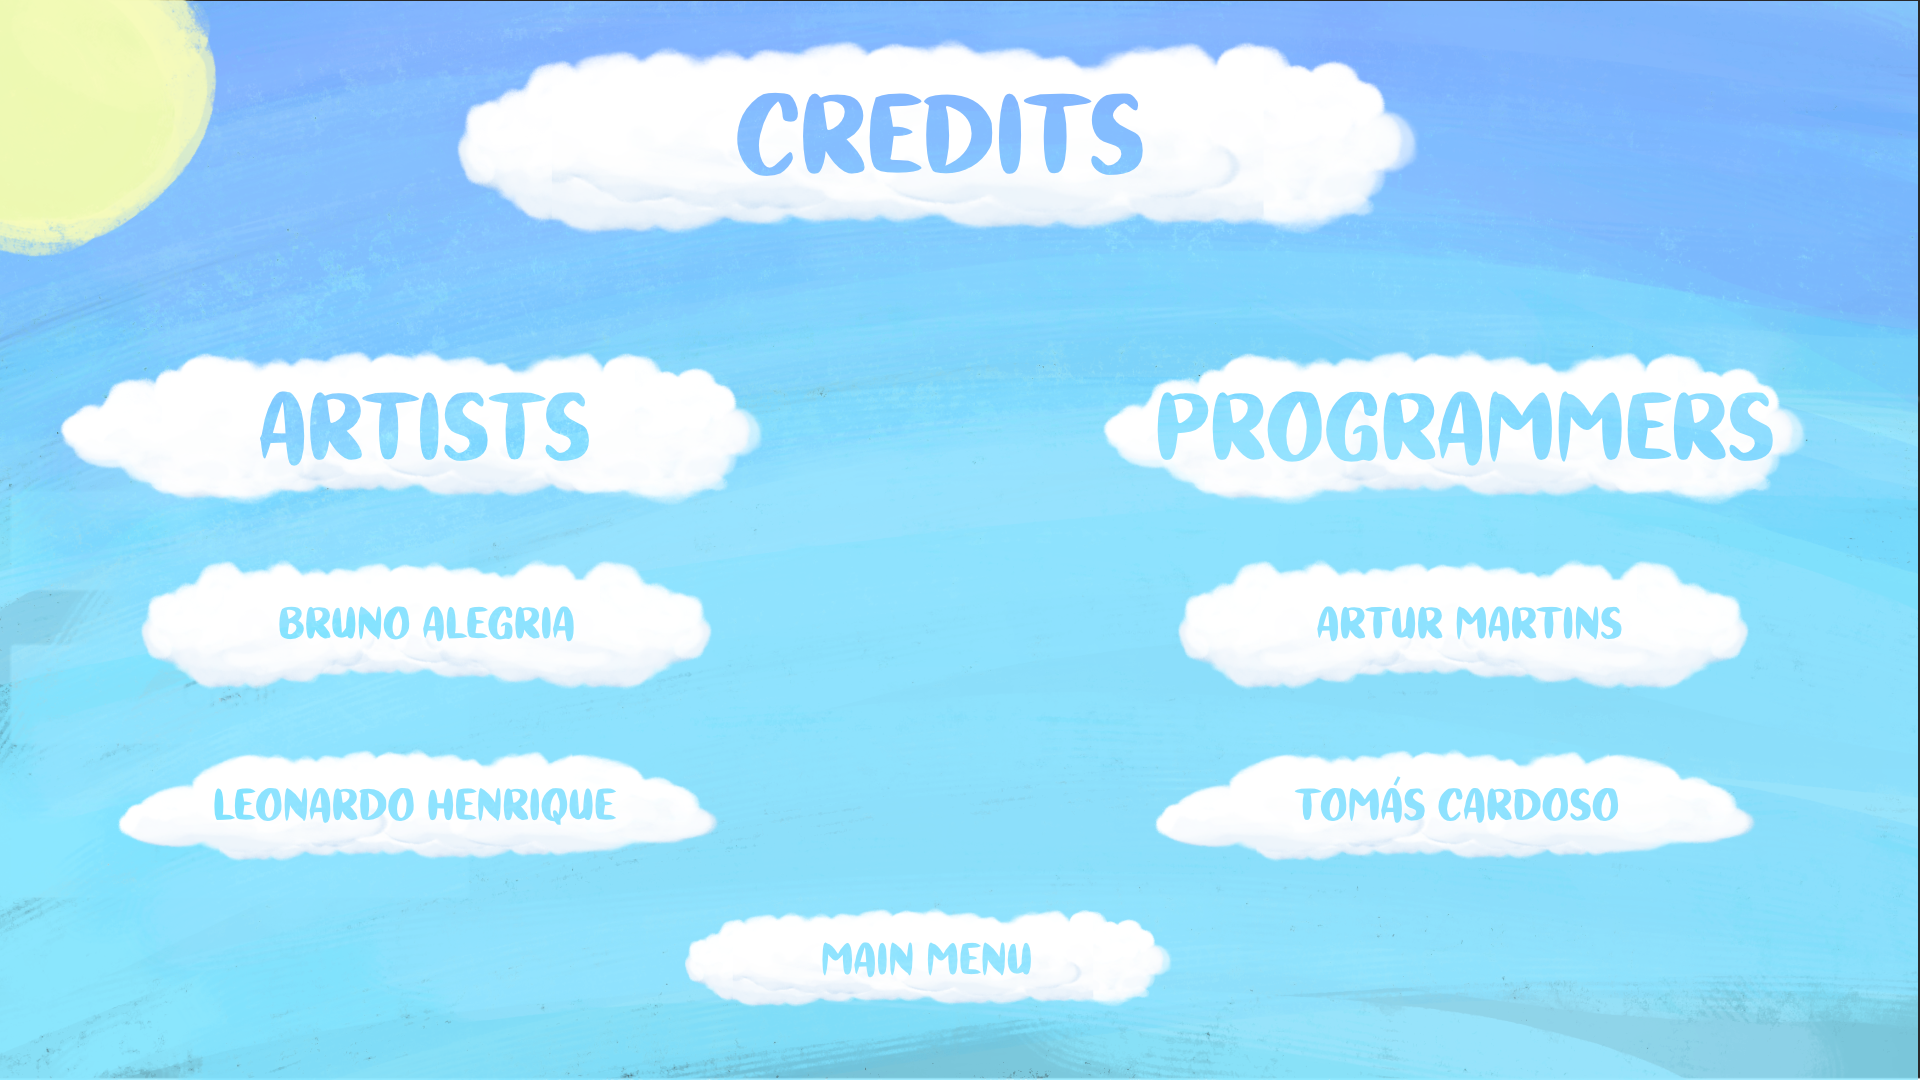 CREDITS
ARTISTS
PROGRAMMERS
BRUNO ALEGRIA
ARTUR MARTINS
LEONARDO HENRIQUE
TOMÁS CARDOSO
MAIN MENU